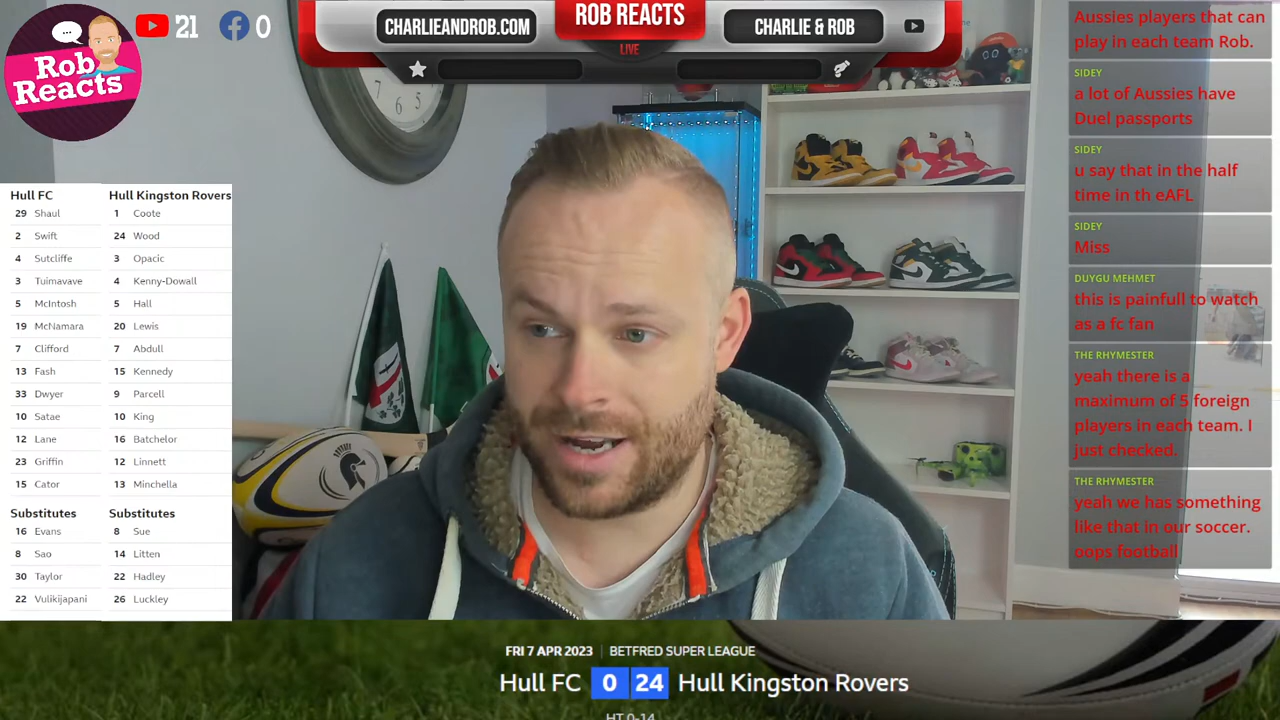 Rob
Reacts
21
0
CHARLIEANDROB.COM
ROB REACTS
LIVE
CHARLIE & ROB
7 6 5
Hull FC
29 Shaul
2 Swift
4 Sutcliffe
3 Tuimavave
5 McIntosh
19 McNamara
7 Clifford
13 Fash
33 Dwyer
10 Satae
12 Lane
23 Griffin
15 Cator
Substitutes
16 Evans
8 Sao
30 Taylor
22 Vulikijapani
Hull Kingston Rovers
1 Coote
24 Wood
3 Opacic
4 Kenny-Dowall
5 Hall
20 Lewis
7 Abdull
15 Kennedy
9 Parcell
10 King
16 Batchelor
12 Linnett
13 Minchella
Substitutes
8 Sue
14 Litten
22 Hadley
26 Luckley
Aussies players that can
play in each team Rob.
SIDEY
a lot of Aussies have
Duel passports
SIDEY
u say that in the half
time in th eAFL
SIDEY
Miss
DUYGU MEHMET
this is painfull to watch
as a fc fan
THE RHYMESTER
yeah there is a
maximum of 5 foreign
players in each team. I
just checked.
THE RHYMESTER
yeah we has something
like that in our soccer.
oops football
FRI 7 APR 2023 | BETFRED SUPER LEAGUE
Hull FC 0 24 Hull Kingston Rovers
HT 0-14